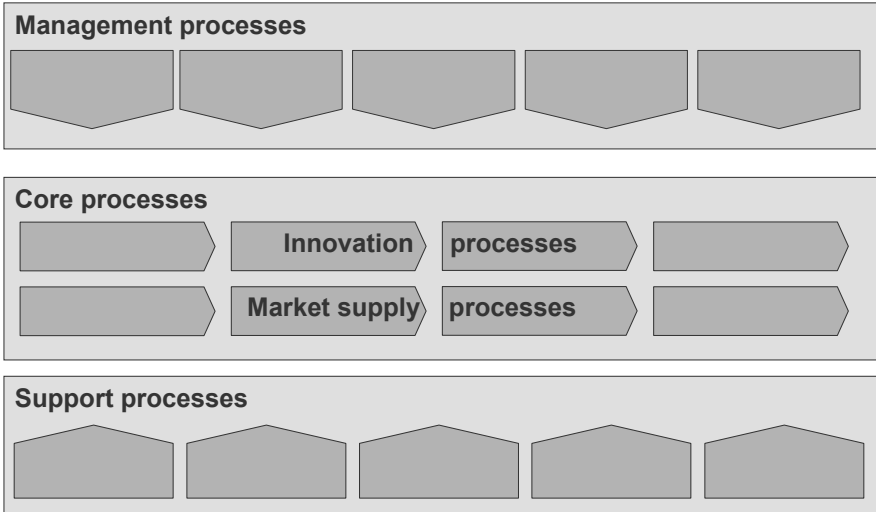 Management processes
Core processes
Innovation processes
Market supply processes
Support processes